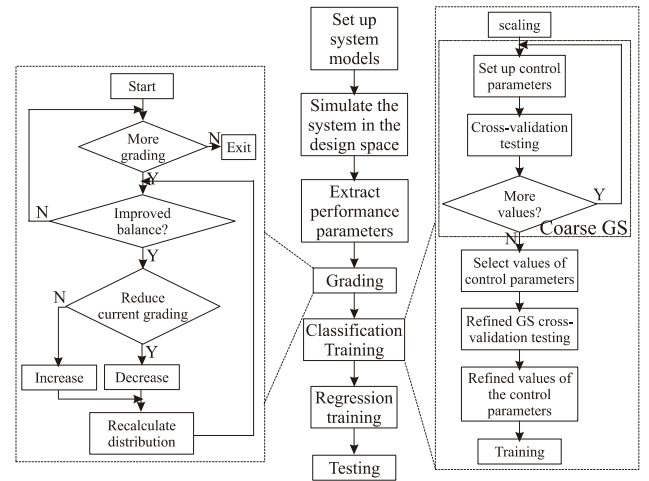 Start
More
grading
N
Exit
Y
N
Improved
balance?
Y
N
Reduce
current grading
Y
Increase
Decrease
Recalculate
distribution
Set up
system
models
Simulate the
system in the
design space
Extract
performance
parameters
Grading
Classification
Training
Regression
training
Testing
scaling
Set up control
parameters
Cross-validation
testing
More
values?
Y
Coarse GS
N
Select values of
control parameters
Refined GS cross-
validation testing
Refined values of
the control
parameters
Training